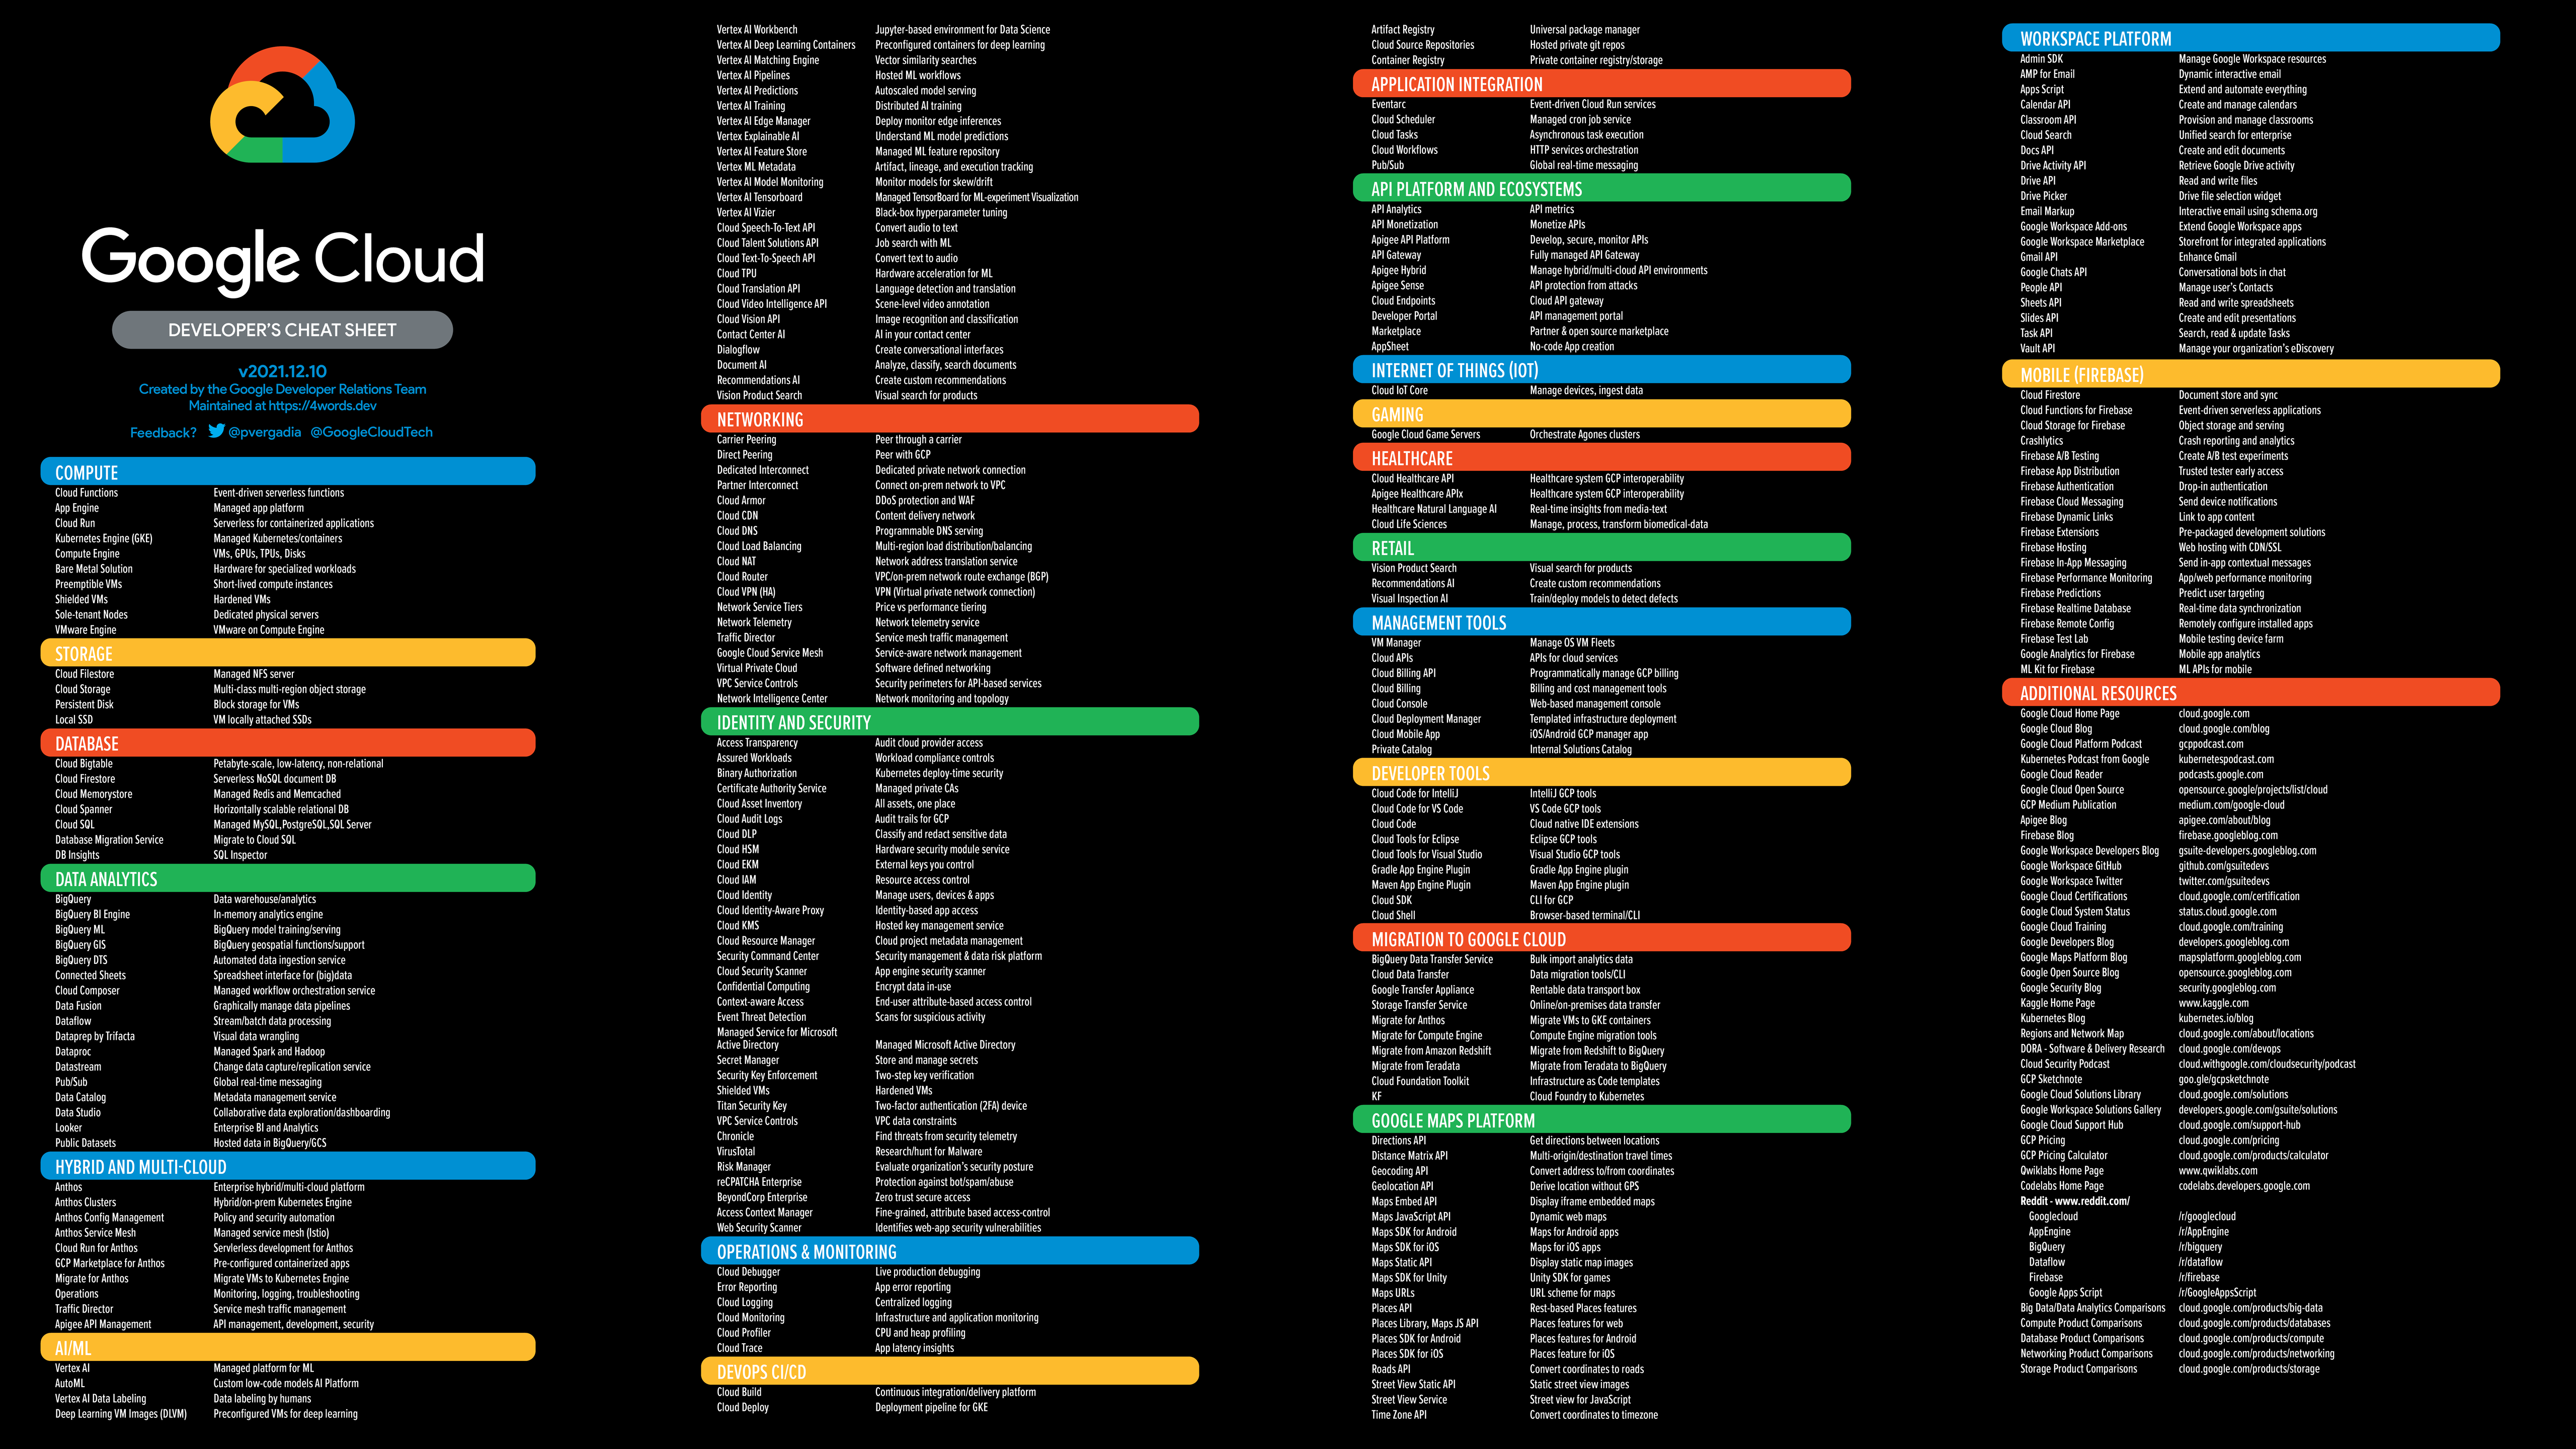 Google Cloud
DEVELOPER'S CHEAT SHEET
v2021.12.10
Created by the Google Developer Relations Team
Maintained at https://4words.dev
Feedback? @pvergadia @GoogleCloudTech
COMPUTE
Cloud Functions Event-driven serverless functions
App Engine Managed app platform
Cloud Run Serverless for containerized applications
Kubernetes Engine (GKE) Managed Kubernetes/containers
Compute Engine VMs, GPUs, TPUs, Disks
Bare Metal Solution Hardware for specialized workloads
Preemptible VMs Short-lived compute instances
Shielded VMs Hardened VMs
Sole-tenant Nodes Dedicated physical servers
VMware Engine VMware on Compute Engine
STORAGE
Cloud Filestore Managed NFS server
Cloud Storage Multi-class multi-region object storage
Persistent Disk Block storage for VMs
Local SSD VM locally attached SSDs
DATABASE
Cloud Bigtable Petabyte-scale, low-latency, non-relational
Cloud Firestore Serverless NoSQL document DB
Cloud Memorystore Managed Redis and Memcached
Cloud Spanner Horizontally scalable relational DB
Cloud SQL Managed MySQL,PostgreSQL,SQL Server
Database Migration Service Migrate to Cloud SQL
DB Insights SQL Inspector
DATA ANALYTICS
BigQuery Data warehouse/analytics
BigQuery BI Engine In-memory analytics engine
BigQuery ML BigQuery model training/serving
BigQuery GIS BigQuery geospatial functions/support
BigQuery DTS Automated data ingestion service
Connected Sheets Spreadsheet interface for (big)data
Cloud Composer Managed workflow orchestration service
Data Fusion Graphically manage data pipelines
Dataflow Stream/batch data processing
Dataprep by Trifacta Visual data wrangling
Dataproc Managed Spark and Hadoop
Datastream Change data capture/replication service
Pub/Sub Global real-time messaging
Data Catalog Metadata management service
Data Studio Collaborative data exploration/dashboarding
Looker Enterprise BI and Analytics
Public Datasets Hosted data in BigQuery/GCS
HYBRID AND MULTI-CLOUD
Anthos Enterprise hybrid/multi-cloud platform
Anthos Clusters Hybrid/on-prem Kubernetes Engine
Anthos Config Management Policy and security automation
Anthos Service Mesh Managed service mesh (Istio)
Cloud Run for Anthos Servlerless development for Anthos
GCP Marketplace for Anthos Pre-configured containerized apps
Migrate for Anthos Migrate VMs to Kubernetes Engine
Operations Monitoring, logging, troubleshooting
Traffic Director Service mesh traffic management
Apigee API Management API management, development, security
AI/ML
Vertex AI Managed platform for ML
AutoML Custom low-code models AI Platform
Vertex AI Data Labeling Data labeling by humans
Deep Learning VM Images (DLVM) Preconfigured VMs for deep learning
Vertex AI Workbench Jupyter-based environment for Data Science
Vertex AI Deep Learning Containers Preconfigured containers for deep learning
Vertex AI Matching Engine Vector similarity searches
Vertex AI Pipelines Hosted ML workflows
Vertex AI Predictions Autoscaled model serving
Vertex AI Training Distributed AI training
Vertex AI Edge Manager Deploy monitor edge inferences
Vertex Explainable AI Understand ML model predictions
Vertex AI Feature Store Managed ML feature repository
Vertex ML Metadata Artifact, lineage, and execution tracking
Vertex AI Model Monitoring Monitor models for skew/drift
Vertex AI Tensorboard Managed TensorBoard for ML-experiment Visualization
Vertex AI Vizier Black-box hyperparameter tuning
Cloud Speech-To-Text API Convert audio to text
Cloud Talent Solutions API Job search with ML
Cloud Text-To-Speech API Convert text to audio
Cloud TPU Hardware acceleration for ML
Cloud Translation API Language detection and translation
Cloud Video Intelligence API Scene-level video annotation
Cloud Vision API Image recognition and classification
Contact Center AI AI in your contact center
Dialogflow Create conversational interfaces
Document AI Analyze, classify, search documents
Recommendations AI Create custom recommendations
Vision Product Search Visual search for products
NETWORKING
Carrier Peering Peer through a carrier
Direct Peering Peer with GCP
Dedicated Interconnect Dedicated private network connection
Partner Interconnect Connect on-prem network to VPC
Cloud Armor DDoS protection and WAF
Cloud CDN Content delivery network
Cloud DNS Programmable DNS serving
Cloud Load Balancing Multi-region load distribution/balancing
Cloud NAT Network address translation service
Cloud Router VPC/on-prem network route exchange (BGP)
Cloud VPN (HA) VPN (Virtual private network connection)
Network Service Tiers Price vs performance tiering
Network Telemetry Network telemetry service
Traffic Director Service mesh traffic management
Google Cloud Service Mesh Service-aware network management
Virtual Private Cloud Software defined networking
VPC Service Controls Security perimeters for API-based services
Network Intelligence Center Network monitoring and topology
IDENTITY AND SECURITY
Access Transparency Audit cloud provider access
Assured Workloads Workload compliance controls
Binary Authorization Kubernetes deploy-time security
Certificate Authority Service Managed private CAs
Cloud Asset Inventory All assets, one place
Cloud Audit Logs Audit trails for GCP
Cloud DLP Classify and redact sensitive data
Cloud HSM Hardware security module service
Cloud EKM External keys you control
Cloud IAM Resource access control
Cloud Identity Manage users, devices & apps
Cloud Identity-Aware Proxy Identity-based app access
Cloud KMS Hosted key management service
Cloud Resource Manager Cloud project metadata management
Security Command Center Security management & data risk platform
Cloud Security Scanner App engine security scanner
Confidential Computing Encrypt data in-use
Context-aware Access End-user attribute-based access control
Event Threat Detection Scans for suspicious activity
Managed Service for Microsoft
Active Directory Managed Microsoft Active Directory
Secret Manager Store and manage secrets
Security Key Enforcement Two-step key verification
Shielded VMs Hardened VMs
Titan Security Key Two-factor authentication (2FA) device
VPC Service Controls VPC data constraints
Chronicle Find threats from security telemetry
VirusTotal Research/hunt for Malware
Risk Manager Evaluate organization's security posture
reCPATCHA Enterprise Protection against bot/spam/abuse
BeyondCorp Enterprise Zero trust secure access
Access Context Manager Fine-grained, attribute based access-control
Web Security Scanner Identifies web-app security vulnerabilities
OPERATIONS & MONITORING
Cloud Debugger Live production debugging
Error Reporting App error reporting
Cloud Logging Centralized logging
Cloud Monitoring Infrastructure and application monitoring
Cloud Profiler CPU and heap profiling
Cloud Trace App latency insights
DEVOPS CI/CD
Cloud Build Continuous integration/delivery platform
Cloud Deploy Deployment pipeline for GKE
Artifact Registry Universal package manager
Cloud Source Repositories Hosted private git repos
Container Registry Private container registry/storage
APPLICATION INTEGRATION
Eventarc Event-driven Cloud Run services
Cloud Scheduler Managed cron job service
Cloud Tasks Asynchronous task execution
Cloud Workflows HTTP services orchestration
Pub/Sub Global real-time messaging
API PLATFORM AND ECOSYSTEMS
API Analytics API metrics
API Monetization Monetize APIs
Apigee API Platform Develop, secure, monitor APIs
API Gateway Fully managed API Gateway
Apigee Hybrid Manage hybrid/multi-cloud API environments
Apigee Sense API protection from attacks
Cloud Endpoints Cloud API gateway
Developer Portal API management portal
Marketplace Partner & open source marketplace
AppSheet No-code App creation
INTERNET OF THINGS (IOT)
Cloud IoT Core Manage devices, ingest data
GAMING
Google Cloud Game Servers Orchestrate Agones clusters
HEALTHCARE
Cloud Healthcare API Healthcare system GCP interoperability
Apigee Healthcare APIx Healthcare system GCP interoperability
Healthcare Natural Language AI Real-time insights from media-text
Cloud Life Sciences Manage, process, transform biomedical-data
RETAIL
Vision Product Search Visual search for products
Recommendations AI Create custom recommendations
Visual Inspection AI Train/deploy models to detect defects
MANAGEMENT TOOLS
VM Manager Manage OS VM Fleets
Cloud APIs APIs for cloud services
Cloud Billing API Programmatically manage GCP billing
Cloud Billing Billing and cost management tools
Cloud Console Web-based management console
Cloud Deployment Manager Templated infrastructure deployment
Cloud Mobile App iOS/Android GCP manager app
Private Catalog Internal Solutions Catalog
DEVELOPER TOOLS
Cloud Code for IntelliJ IntelliJ GCP tools
Cloud Code for VS Code VS Code GCP tools
Cloud Code Cloud native IDE extensions
Cloud Tools for Eclipse Eclipse GCP tools
Cloud Tools for Visual Studio Visual Studio GCP tools
Gradle App Engine Plugin Gradle App Engine plugin
Maven App Engine Plugin Maven App Engine plugin
Cloud SDK CLI for GCP
Cloud Shell Browser-based terminal/CLI
MIGRATION TO GOOGLE CLOUD
BigQuery Data Transfer Service Bulk import analytics data
Cloud Data Transfer Data migration tools/CLI
Google Transfer Appliance Rentable data transport box
Storage Transfer Service Online/on-premises data transfer
Migrate for Anthos Migrate VMs to GKE containers
Migrate for Compute Engine Compute Engine migration tools
Migrate from Amazon Redshift Migrate from Redshift to BigQuery
Migrate from Teradata Migrate from Teradata to BigQuery
Cloud Foundation Toolkit Infrastructure as Code templates
KF Cloud Foundry to Kubernetes
GOOGLE MAPS PLATFORM
Directions API Get directions between locations
Distance Matrix API Multi-origin/destination travel times
Geocoding API Convert address to/from coordinates
Geolocation API Derive location without GPS
Maps Embed API Display iframe embedded maps
Maps JavaScript API Dynamic web maps
Maps SDK for Android Maps for Android apps
Maps SDK for iOS Maps for iOS apps
Maps Static API Display static map images
Maps SDK for Unity Unity SDK for games
Maps URLs URL scheme for maps
Places API Rest-based Places features
Places Library, Maps JS API Places features for web
Places SDK for Android Places features for Android
Places SDK for iOS Places feature for iOS
Roads API Convert coordinates to roads
Street View Static API Static street view images
Street View Service Street view for JavaScript
Time Zone API Convert coordinates to timezone
WORKSPACE PLATFORM
Admin SDK Manage Google Workspace resources
AMP for Email Dynamic interactive email
Apps Script Extend and automate everything
Calendar API Create and manage calendars
Classroom API Provision and manage classrooms
Cloud Search Unified search for enterprise
Docs API Create and edit documents
Drive Activity API Retrieve Google Drive activity
Drive API Read and write files
Drive Picker Drive file selection widget
Email Markup Interactive email using schema.org
Google Workspace Add-ons Extend Google Workspace apps
Google Workspace Marketplace Storefront for integrated applications
Gmail API Enhance Gmail
Google Chats API Conversational bots in chat
People API Manage user's Contacts
Sheets API Read and write spreadsheets
Slides API Create and edit presentations
Task API Search, read & update Tasks
Vault API Manage your organization's eDiscovery
MOBILE (FIREBASE)
Cloud Firestore Document store and sync
Cloud Functions for Firebase Event-driven serverless applications
Cloud Storage for Firebase Object storage and serving
Crashlytics Crash reporting and analytics
Firebase A/B Testing Create A/B test experiments
Firebase App Distribution Trusted tester early access
Firebase Authentication Drop-in authentication
Firebase Cloud Messaging Send device notifications
Firebase Dynamic Links Link to app content
Firebase Extensions Pre-packaged development solutions
Firebase Hosting Web hosting with CDN/SSL
Firebase In-App Messaging Send in-app contextual messages
Firebase Performance Monitoring App/web performance monitoring
Firebase Predictions Predict user targeting
Firebase Realtime Database Real-time data synchronization
Firebase Remote Config Remotely configure installed apps
Firebase Test Lab Mobile testing device farm
Google Analytics for Firebase Mobile app analytics
ML Kit for Firebase ML APIs for mobile
ADDITIONAL RESOURCES
Google Cloud Home Page cloud.google.com
Google Cloud Blog cloud.google.com/blog
Google Cloud Platform Podcast gcppodcast.com
Kubernetes Podcast from Google kubernetespodcast.com
Google Cloud Reader podcasts.google.com
Google Cloud Open Source opensource.google/projects/list/cloud
GCP Medium Publication medium.com/google-cloud
Apigee Blog apigee.com/about/blog
Firebase Blog firebase.googleblog.com
Google Workspace Developers Blog gsuite-developers.googleblog.com
Google Workspace GitHub github.com/gsuitedevs
Google Workspace Twitter twitter.com/gsuitedevs
Google Cloud Certifications cloud.google.com/certification
Google Cloud System Status status.cloud.google.com
Google Cloud Training cloud.google.com/training
Google Developers Blog developers.googleblog.com
Google Maps Platform Blog mapsplatform.googleblog.com
Google Open Source Blog opensource.googleblog.com
Google Security Blog security.googleblog.com
Kaggle Home Page www.kaggle.com
Kubernetes Blog kubernetes.io/blog
Regions and Network Map cloud.google.com/about/locations
DORA - Software & Delivery Research cloud.google.com/devops
Cloud Security Podcast cloud.withgoogle.com/cloudsecurity/podcast
GCP Sketchnote goo.gle/gcpsketchnote
Google Cloud Solutions Library cloud.google.com/solutions
Google Workspace Solutions Gallery developers.google.com/gsuite/solutions
Google Cloud Support Hub cloud.google.com/support-hub
GCP Pricing cloud.google.com/pricing
GCP Pricing Calculator cloud.google.com/products/calculator
Qwiklabs Home Page www.qwiklabs.com
Codelabs Home Page codelabs.developers.google.com
Reddit - www.reddit.com/
Googlecloud /r/googlecloud
AppEngine /r/AppEngine
BigQuery /r/bigquery
Dataflow /r/dataflow
Firebase /r/firebase
Google Apps Script /r/GoogleAppsScript
Big Data/Data Analytics Comparisons cloud.google.com/products/big-data
Compute Product Comparisons cloud.google.com/products/databases
Database Product Comparisons cloud.google.com/products/compute
Networking Product Comparisons cloud.google.com/products/networking
Storage Product Comparisons cloud.google.com/products/storage